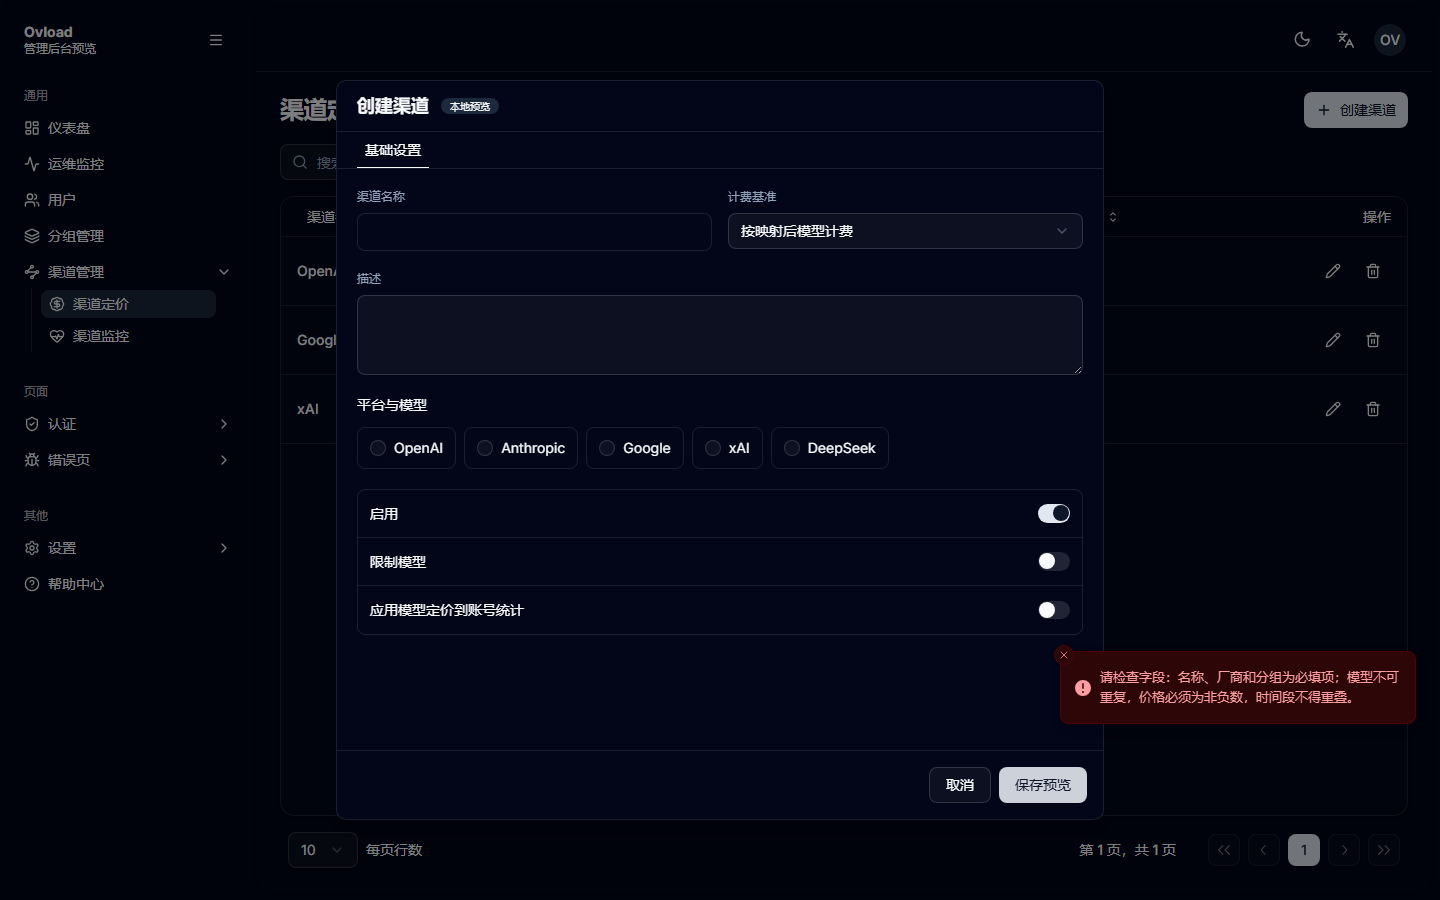 Ovload
管理后台预览
OV
通用
仪表盘
运维监控
用户
分组管理
渠道管理
渠道定价
渠道监控
页面
认证
错误页
其他
设置
帮助中心
创建渠道
操作
OpenA
Googl
xAI
创建渠道
本地预览
基础设置
渠道名称
计费基准
按映射后模型计费
描述
平台与模型
OpenAI
Anthropic
Google
xAI
DeepSeek
启用
限制模型
应用模型定价到账号统计
请检查字段：名称、厂商和分组为必填项；模型不可
重复，价格必须为非负数，时间段不得重叠。
取消
保存预览
10
每页行数
第 1 页，共 1 页
1